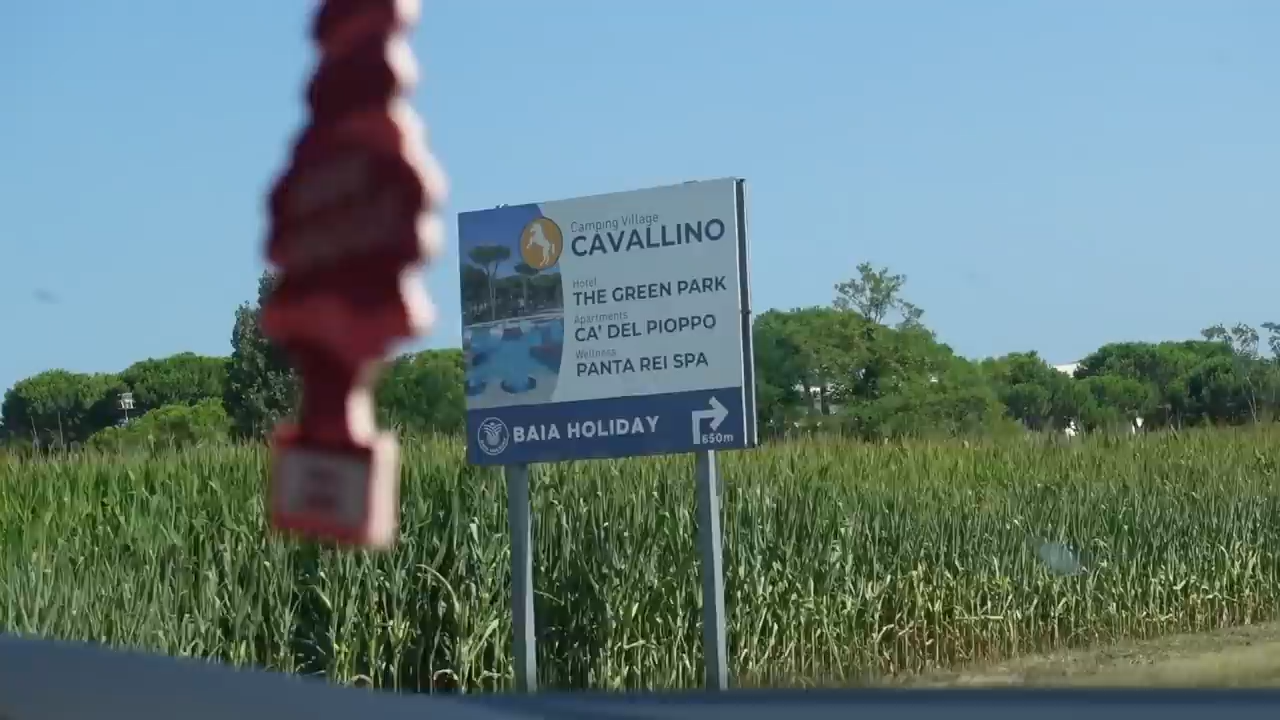 Camping Village
CAVALLINO
Hotel
THE GREEN PARK
Apartments
CA' DEL PIOPPO
Wellness
PANTA REI SPA
BAIA HOLIDAY
650m